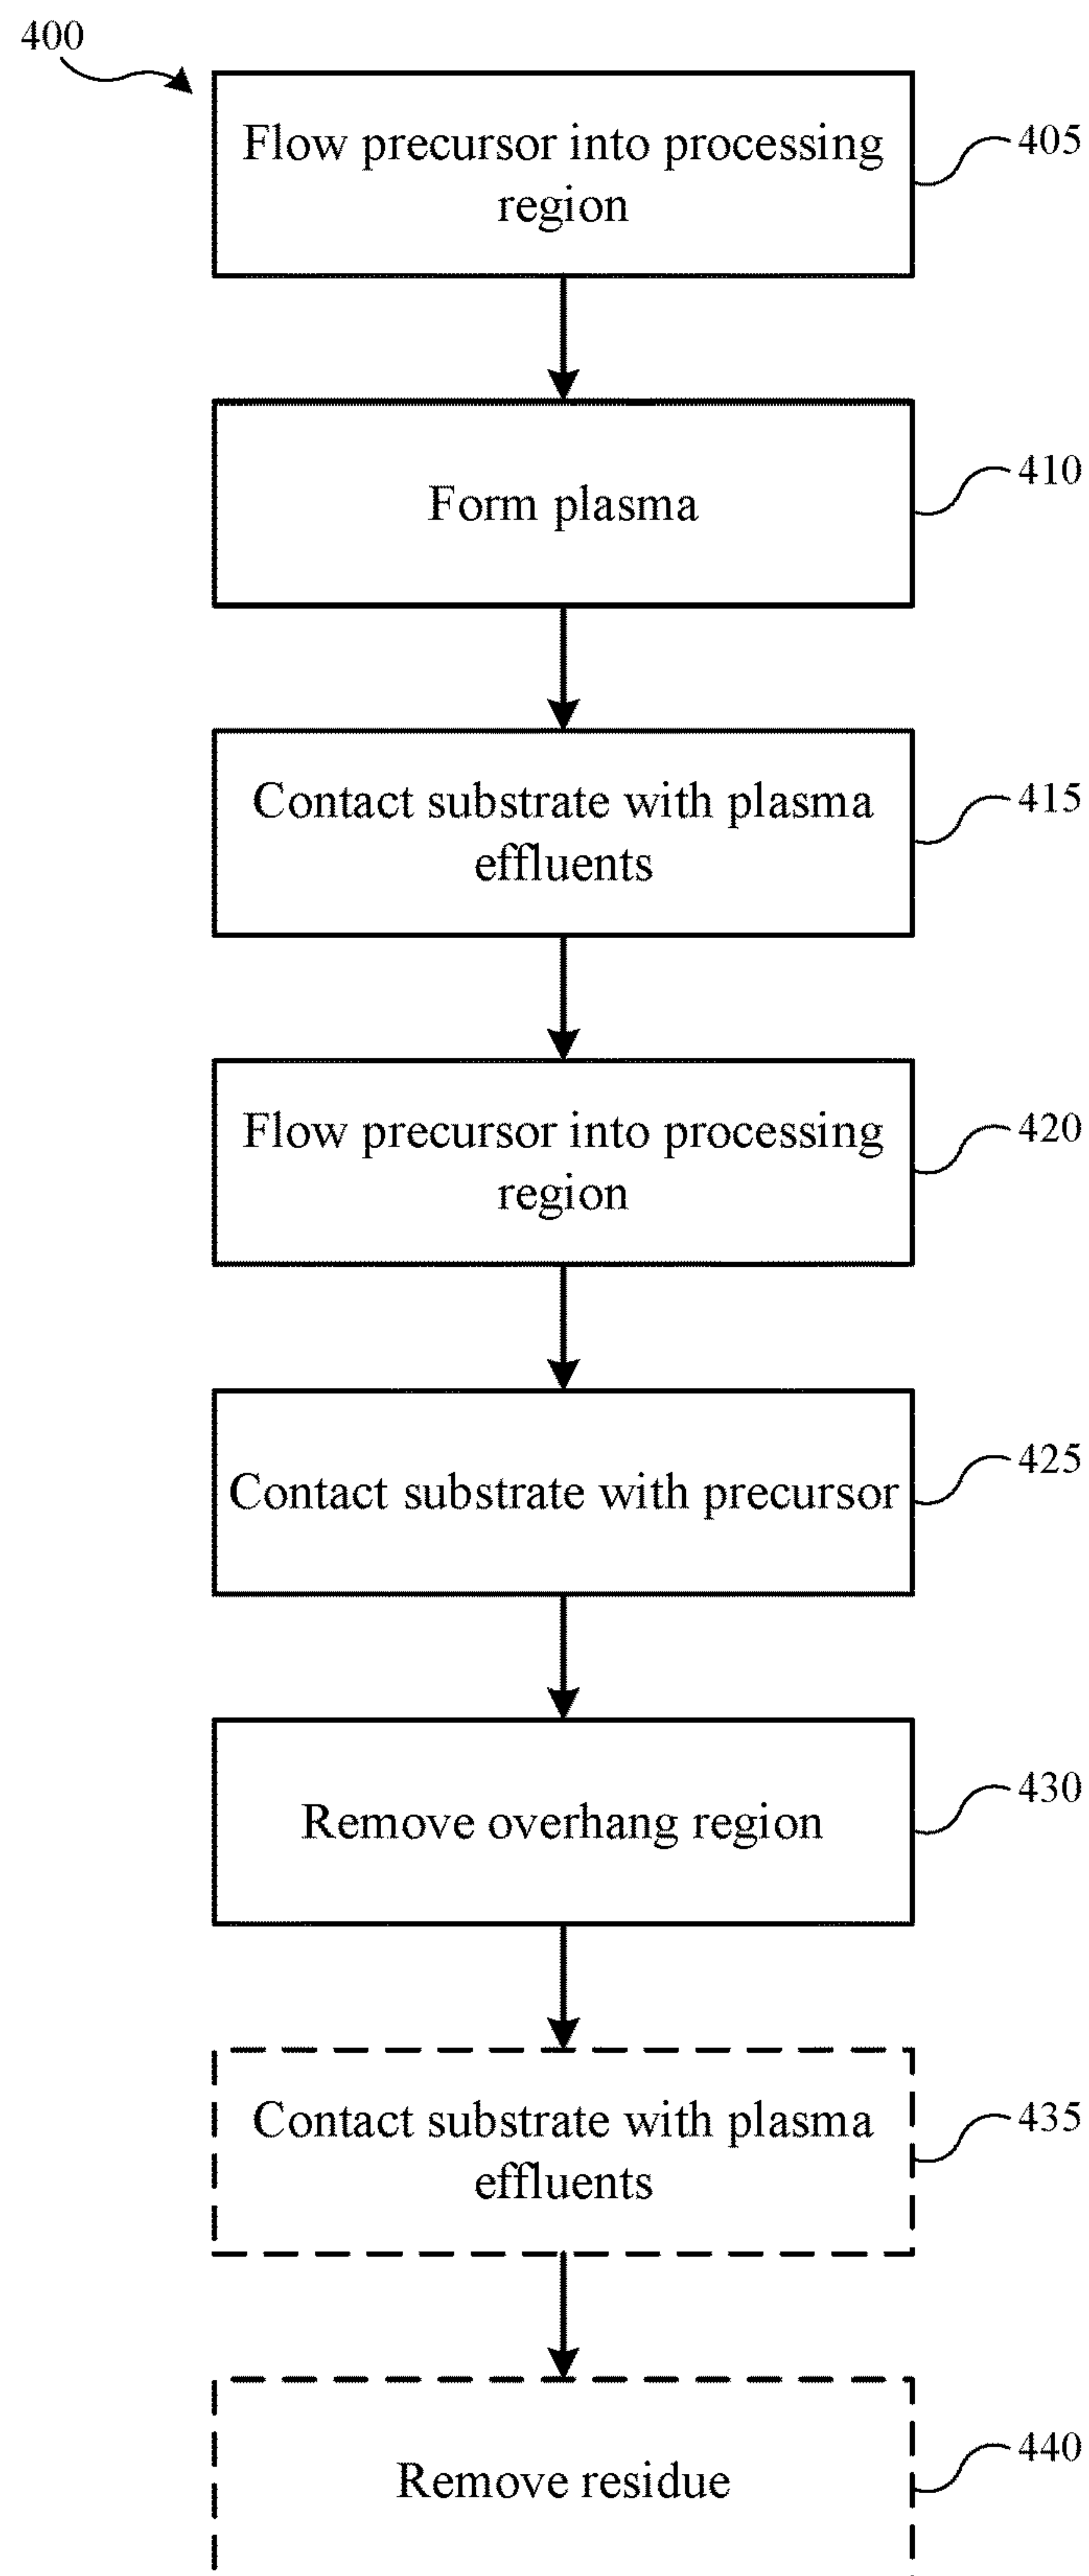 400
Flow precursor into processing
region
405
Form plasma
410
Contact substrate with plasma
effluents
415
Flow precursor into processing
region
420
Contact substrate with precursor
425
Remove overhang region
430
Contact substrate with plasma
effluents
435
Remove residue
440